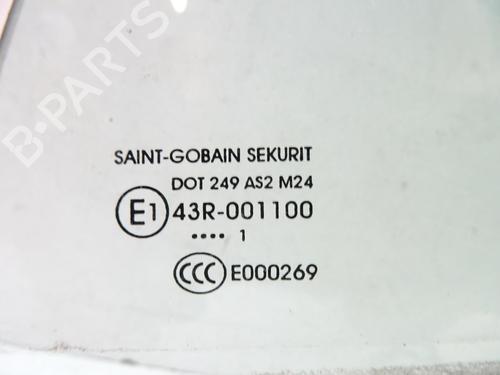 B-PARTS
SAINT-GOBAIN SEKURIT
DOT 249 AS2 M24
E1 43R-001100
•••• 1
CCC E000269